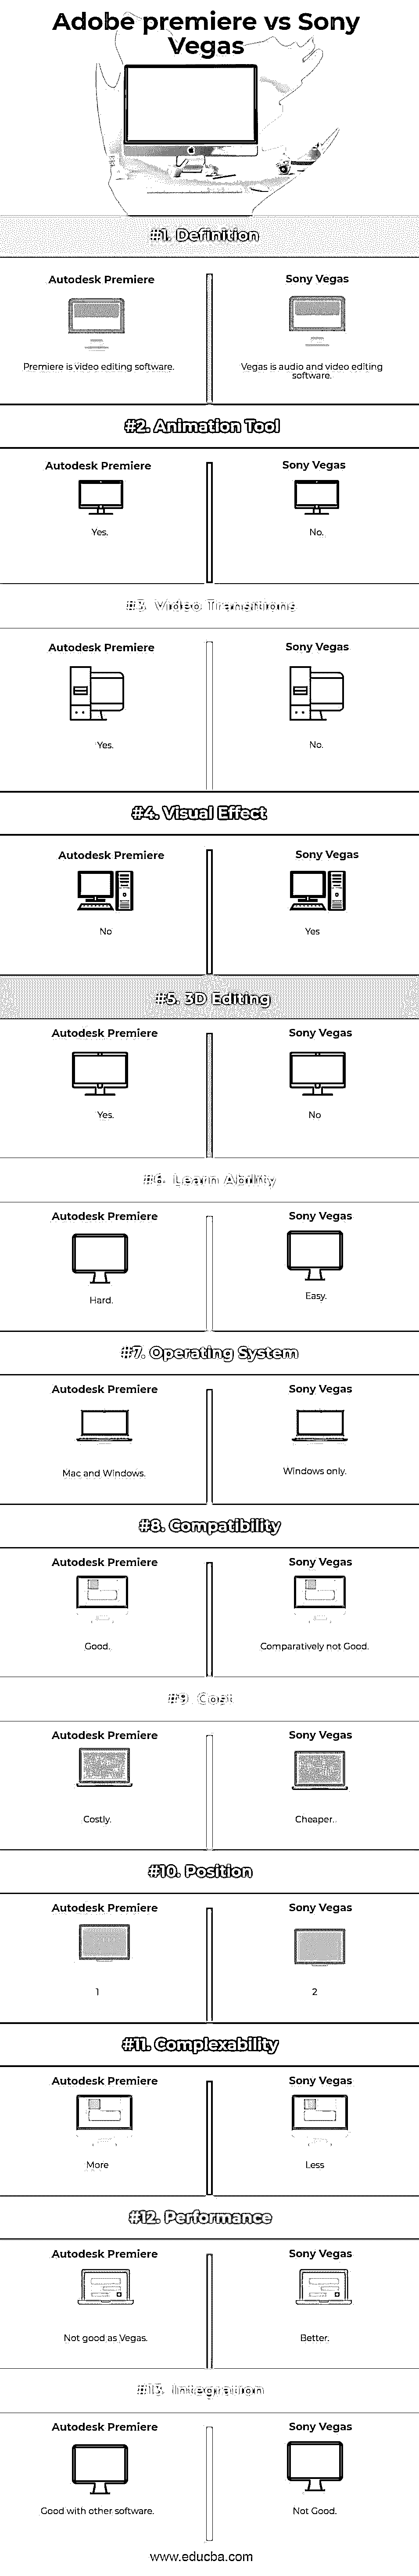 Adobe premiere vs Sony
Vegas
#1. Definition
Autodesk Premiere
Sony Vegas
Premiere is video editing software.
Vegas is audio and video editing
software.
#2. Animation Tool
Autodesk Premiere
Sony Vegas
Yes.
No.
#3. Video Transitions
Autodesk Premiere
Sony Vegas
Yes.
No.
#4. Visual Effect
Autodesk Premiere
Sony Vegas
No
Yes
#5. 3D Editing
Autodesk Premiere
Sony Vegas
Yes.
No
#6. Learn Ability
Autodesk Premiere
Sony Vegas
Hard.
Easy.
#7. Operating System
Autodesk Premiere
Sony Vegas
Mac and Windows.
Windows only.
#8. Compatibility
Autodesk Premiere
Sony Vegas
Good.
Comparatively not Good.
#9. Cost
Autodesk Premiere
Sony Vegas
Costly.
Cheaper..
#10. Position
Autodesk Premiere
Sony Vegas
1
2
#11. Complexability
Autodesk Premiere
Sony Vegas
More
Less
#12. Performance
Autodesk Premiere
Sony Vegas
Not good as Vegas.
Better.
#13. Integration
Autodesk Premiere
Sony Vegas
Good with other software.
Not Good.
www.educba.com